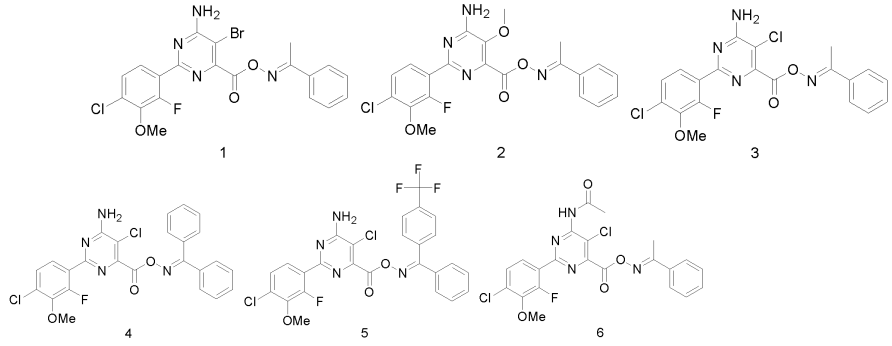 NH2 Br N N O O N O Cl F OMe
1
NH2 O N N O O N O Cl F OMe
2
NH2 Cl N N O O N O Cl F OMe
3
NH2 Cl N N O O N O Cl F OMe
4
F F F NH2 Cl N N O O N O Cl F OMe
5
O HN Cl N N O O N O Cl F OMe
6